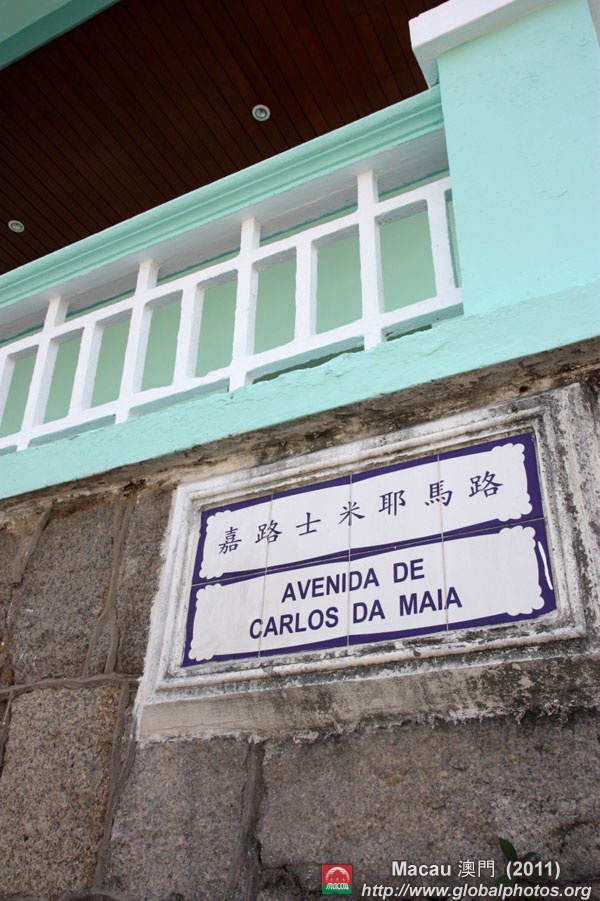 嘉路士米耶馬路
AVENIDA DE
CARLOS DA MAIA
Macau 澳門 (2011)
MACAU
http://www.globalphotos.org